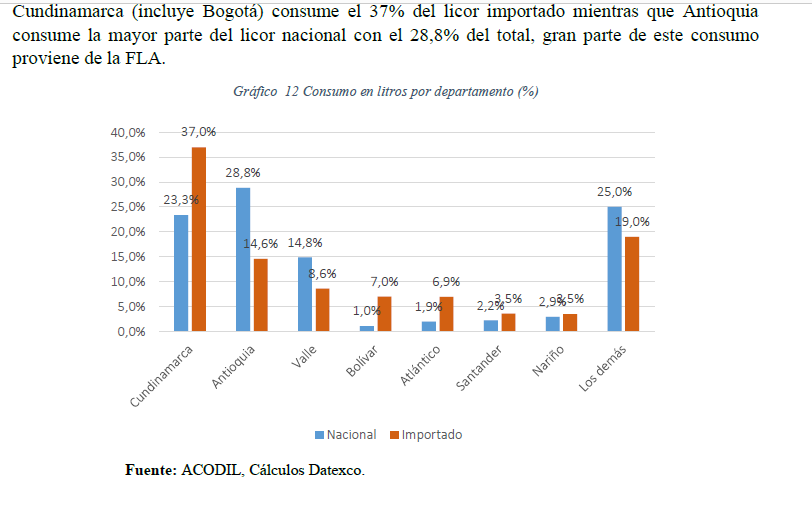 Cundinamarca (incluye Bogotá) consume el 37% del licor importado mientras que Antioquia
consume la mayor parte del licor nacional con el 28,8% del total, gran parte de este consumo
proviene de la FLA.
Gráfico 12 Consumo en litros por departamento (%)
40,0%
35,0%
30,0%
25,0%
20,0%
15,0%
10,0%
5,0%
0,0%
23,3%
37,0%
28,8%
14,6%
14,8%
8,6%
1,0%
7,0%
1,9%
6,9%
2,2%
3,5%
2,9%
3,5%
25,0%
19,0%
Cundinamarca
Antioquia
Valle
Bolívar
Atlántico
Santander
Nariño
Los demás
Nacional
Importado
Fuente: ACODIL, Cálculos Datexco.